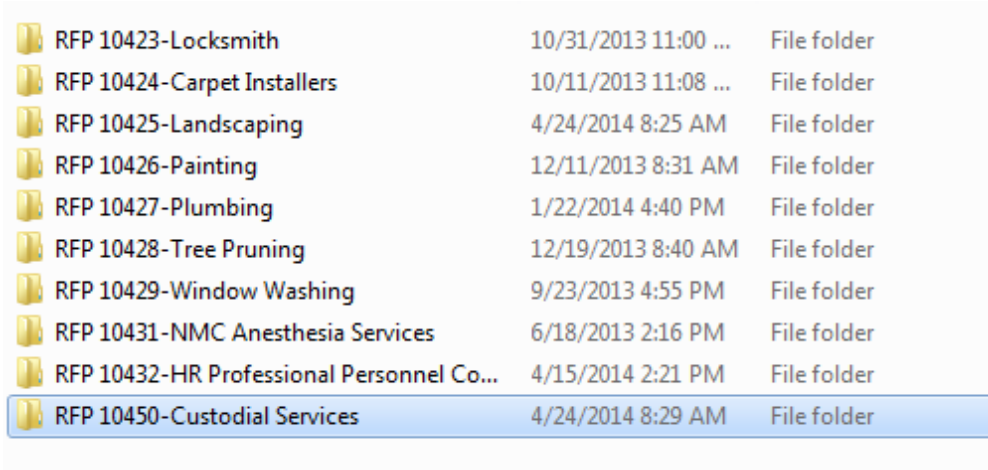 RFP 10423-Locksmith 10/31/2013 11:00 ... File folder
RFP 10424-Carpet Installers 10/11/2013 11:08 ... File folder
RFP 10425-Landscaping 4/24/2014 8:25 AM File folder
RFP 10426-Painting 12/11/2013 8:31 AM File folder
RFP 10427-Plumbing 1/22/2014 4:40 PM File folder
RFP 10428-Tree Pruning 12/19/2013 8:40 AM File folder
RFP 10429-Window Washing 9/23/2013 4:55 PM File folder
RFP 10431-NMC Anesthesia Services 6/18/2013 2:16 PM File folder
RFP 10432-HR Professional Personnel Co... 4/15/2014 2:21 PM File folder
RFP 10450-Custodial Services 4/24/2014 8:29 AM File folder